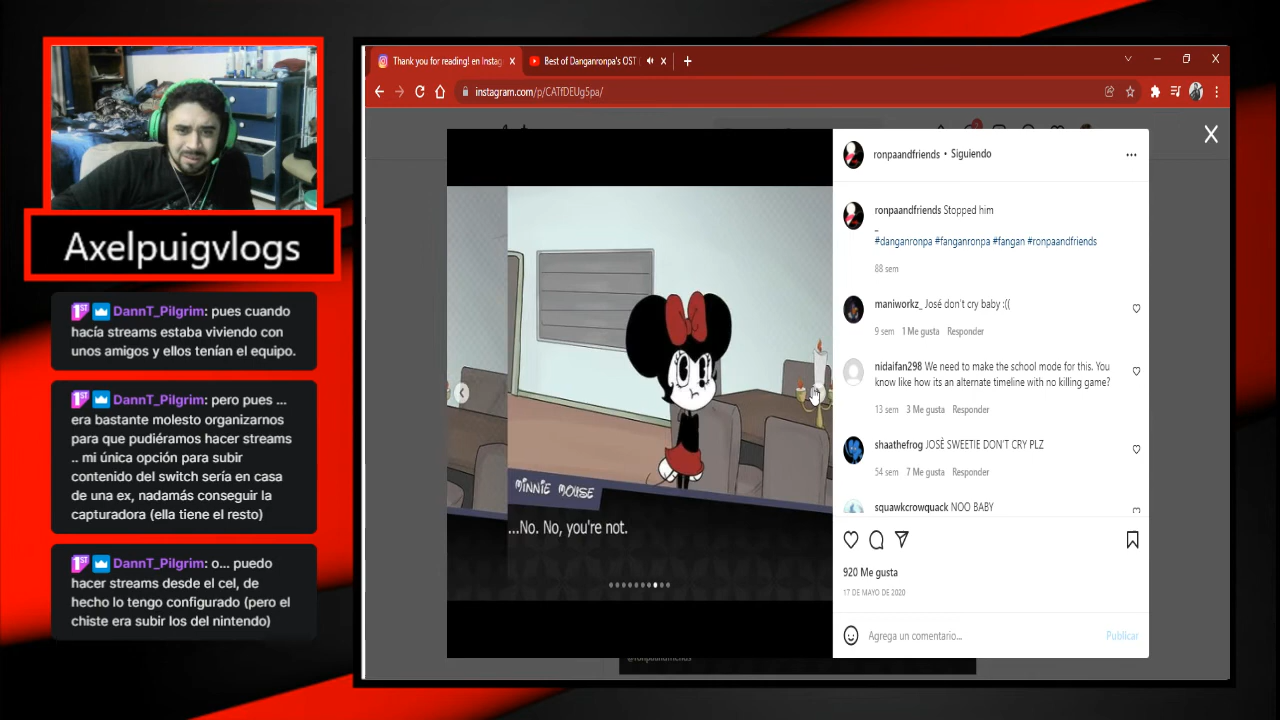 Axelpuigvlogs
DannT_Pilgrim: pues cuando
hacía streams estaba viviendo con
unos amigos y ellos tenían el equipo.
DannT_Pilgrim: pero pues ...
era bastante molesto organizarnos
para que pudiéramos hacer streams
.. mi única opción para subir
contenido del switch sería en casa
de una ex, nadamás conseguir la
capturadora (ella tiene el resto)
DannT_Pilgrim: o... puedo
hacer streams desde el cel, de
hecho lo tengo configurado (pero el
chiste era subir los del nintendo)
Thank you for reading! en Instag
Best of Danganronpa's OST
instagram.com/p/CATfDEUg5pa/
MINNIE MOUSE
...No. No, you're not.
ronpaandfriends • Siguiendo
ronpaandfriends Stopped him
_
#danganronpa #fanganronpa #fangan #ronpaandfriends
88 sem
maniworkz_ José don't cry baby :((
9 sem 1 Me gusta Responder
nidaifan298 We need to make the school mode for this. You
know like how its an alternate timeline with no killing game?
13 sem 3 Me gusta Responder
shaathefrog JOSÈ SWEETIE DON'T CRY PLZ
54 sem 7 Me gusta Responder
squawkcrowquack NOO BABY
920 Me gusta
17 DE MAYO DE 2020
Agrega un comentario...
Publicar
@ronpaandfriends